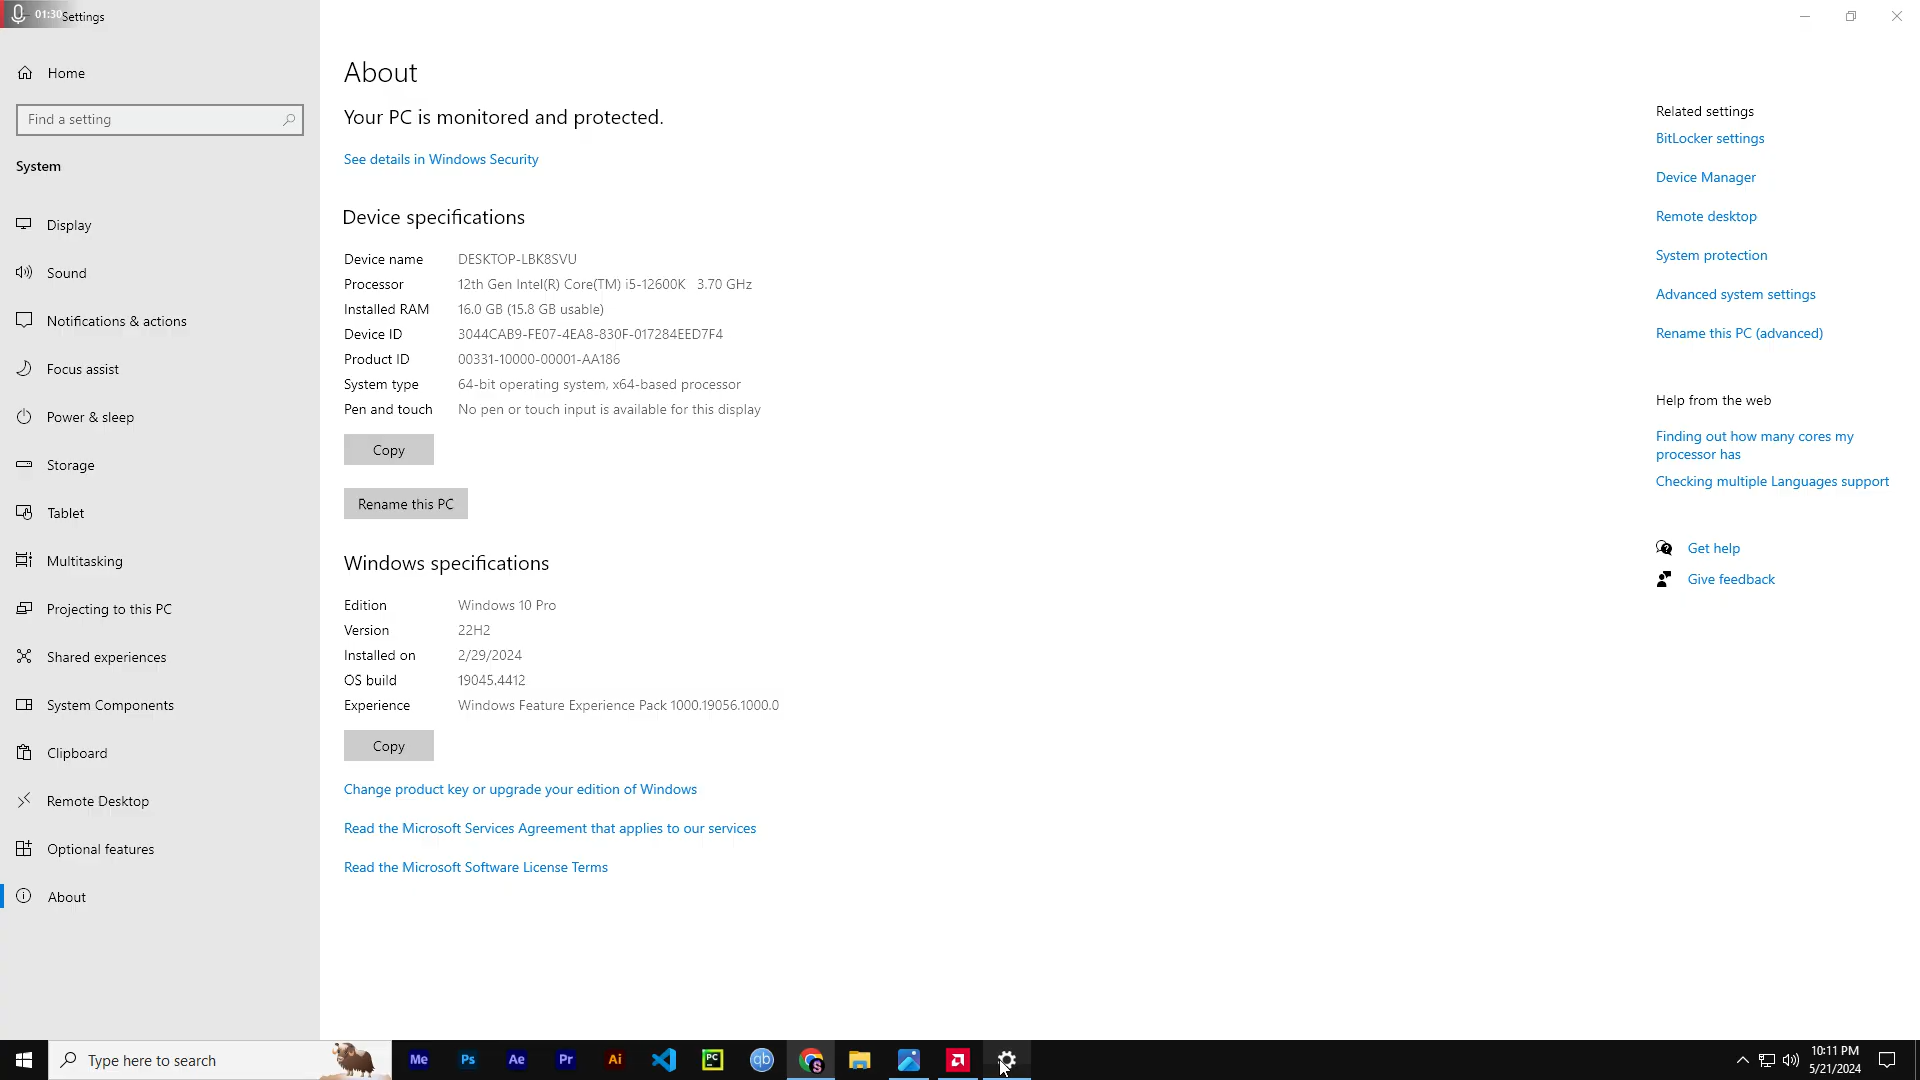 01:30
Settings
Home
Find a setting
System
Display
Sound
Notifications & actions
Focus assist
Power & sleep
Storage
Tablet
Multitasking
Projecting to this PC
Shared experiences
System Components
Clipboard
Remote Desktop
Optional features
About
About
Your PC is monitored and protected.
See details in Windows Security
Device specifications
Device name DESKTOP-LBK8SVU
Processor 12th Gen Intel(R) Core(TM) i5-12600K 3.70 GHz
Installed RAM 16.0 GB (15.8 GB usable)
Device ID 3044CAB9-FE07-4EA8-830F-017284EED7F4
Product ID 00331-10000-00001-AA186
System type 64-bit operating system, x64-based processor
Pen and touch No pen or touch input is available for this display
Copy
Rename this PC
Windows specifications
Edition Windows 10 Pro
Version 22H2
Installed on 2/29/2024
OS build 19045.4412
Experience Windows Feature Experience Pack 1000.19056.1000.0
Copy
Change product key or upgrade your edition of Windows
Read the Microsoft Services Agreement that applies to our services
Read the Microsoft Software License Terms
Related settings
BitLocker settings
Device Manager
Remote desktop
System protection
Advanced system settings
Rename this PC (advanced)
Help from the web
Finding out how many cores my
processor has
Checking multiple Languages support
Get help
Give feedback
Type here to search
Me
Ps
Ae
Pr
Ai
PC
qb
S
10:11 PM
5/21/2024